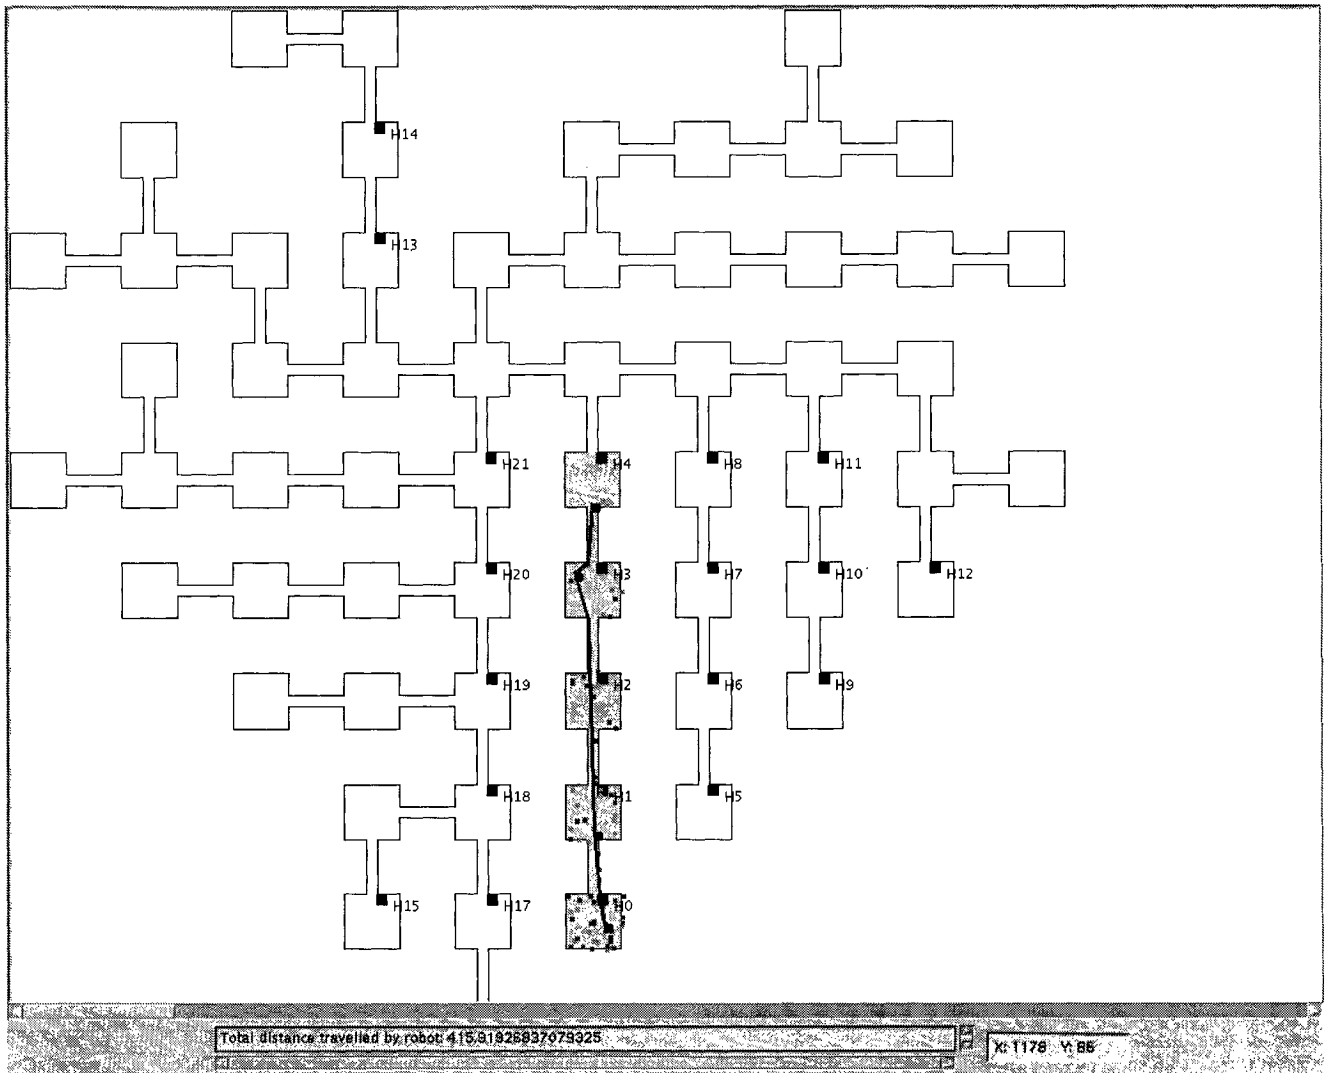 H14
H13
H21
H4
H8
H11
H20
H3
H7
H10
H12
H19
H2
H6
H9
H18
H1
H5
H15
H17
H0
Total distance travelled by robot: 415.91926837079325
X: 1178 Y: 86